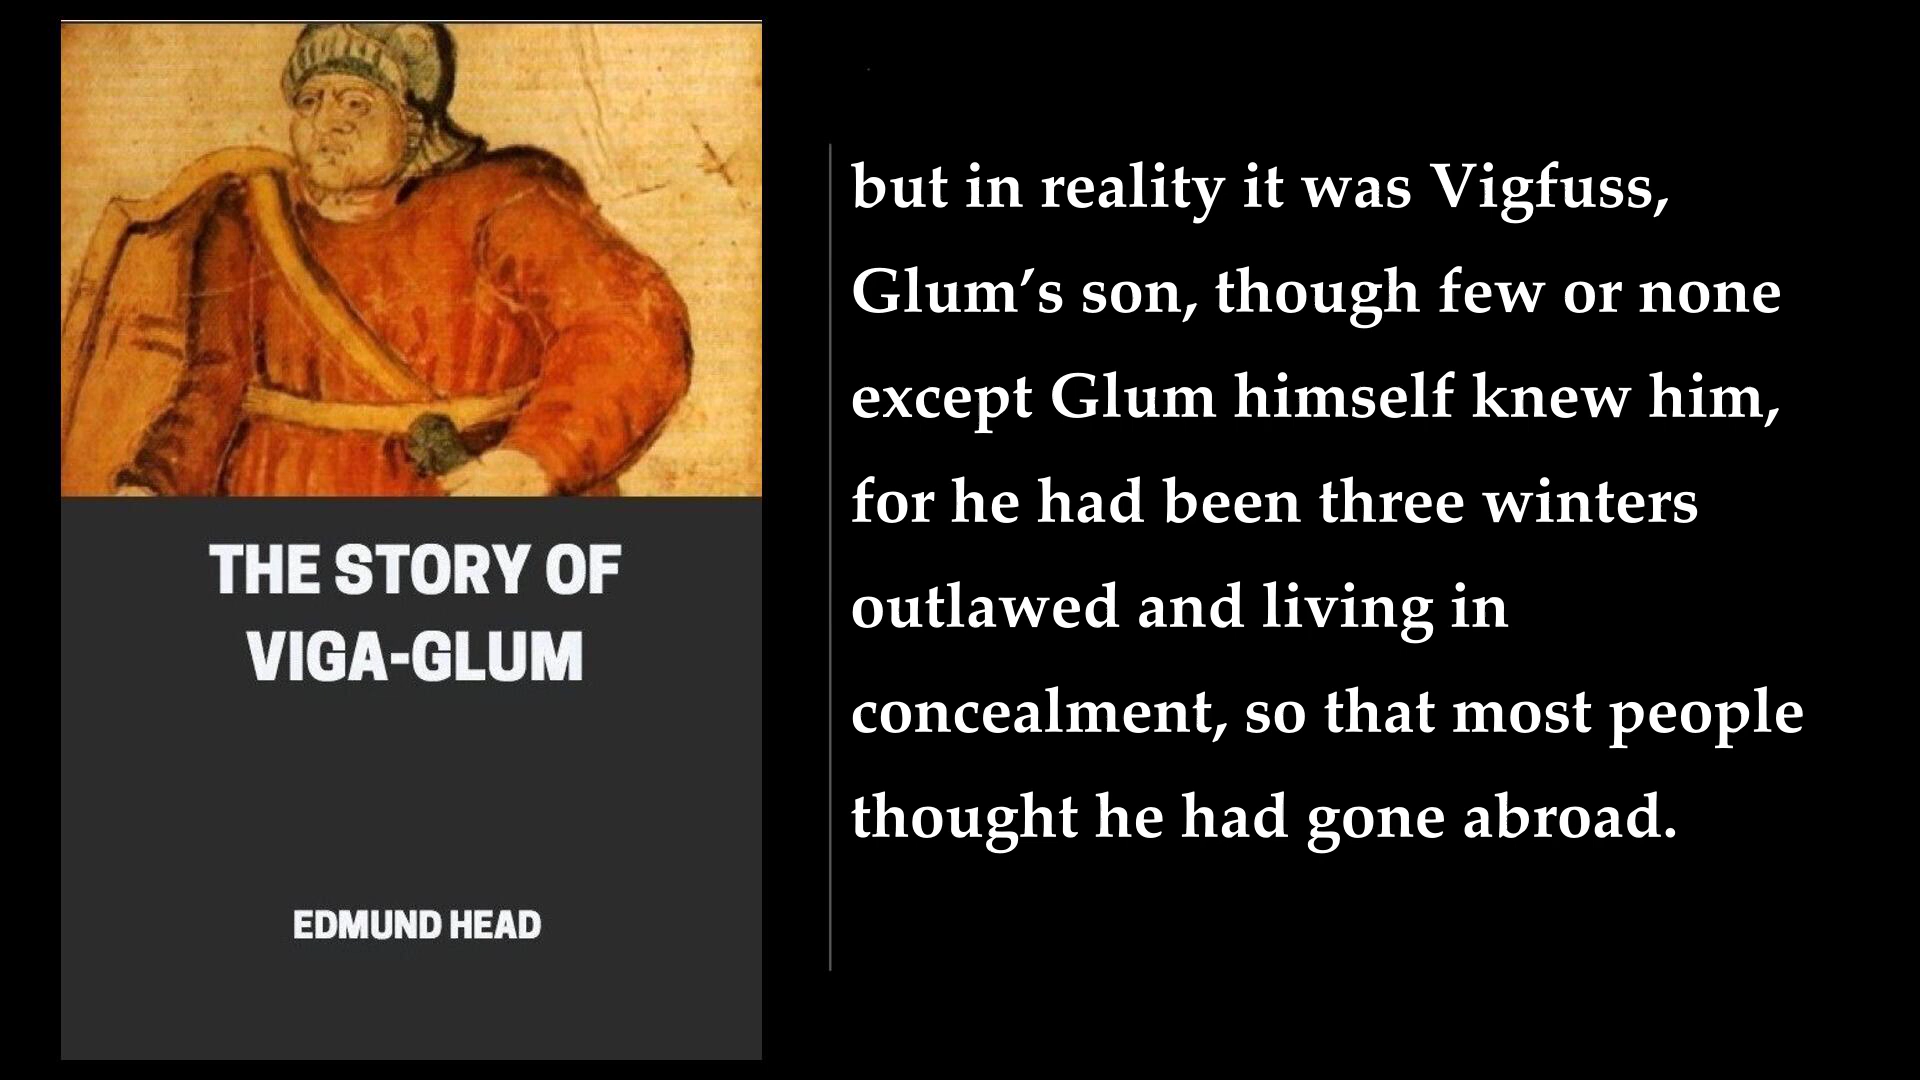 THE STORY OF
VIGA-GLUM
EDMUND HEAD
but in reality it was Vigfuss,
Glum’s son, though few or none
except Glum himself knew him,
for he had been three winters
outlawed and living in
concealment, so that most people
thought he had gone abroad.